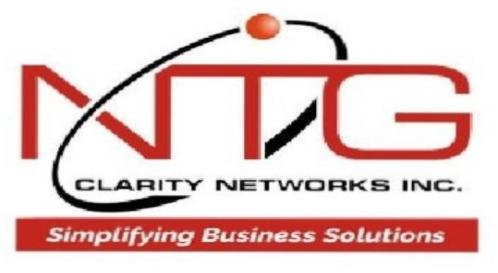 NTG
CLARITY NETWORKS INC.
Simplifying Business Solutions